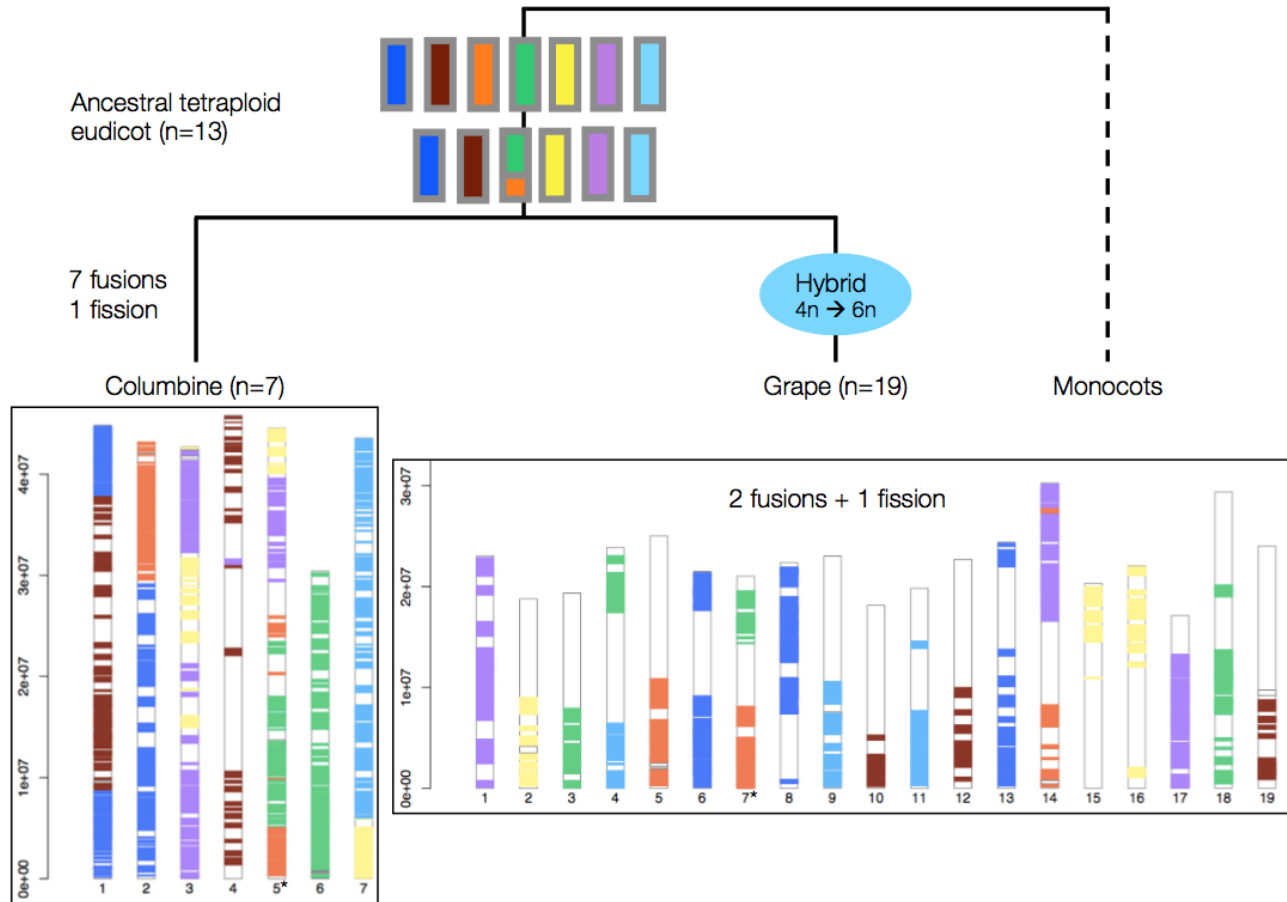 Ancestral tetraploid
eudicot (n=13)
7 fusions
1 fission
Hybrid
4n → 6n
Columbine (n=7)
Grape (n=19)
Monocots
0e+00 1e+07 2e+07 3e+07 4e+07
1 2 3 4 5* 6 7
2 fusions + 1 fission
0e+00 1e+07 2e+07 3e+07
1 2 3 4 5 6 7* 8 9 10 11 12 13 14 15 16 17 18 19